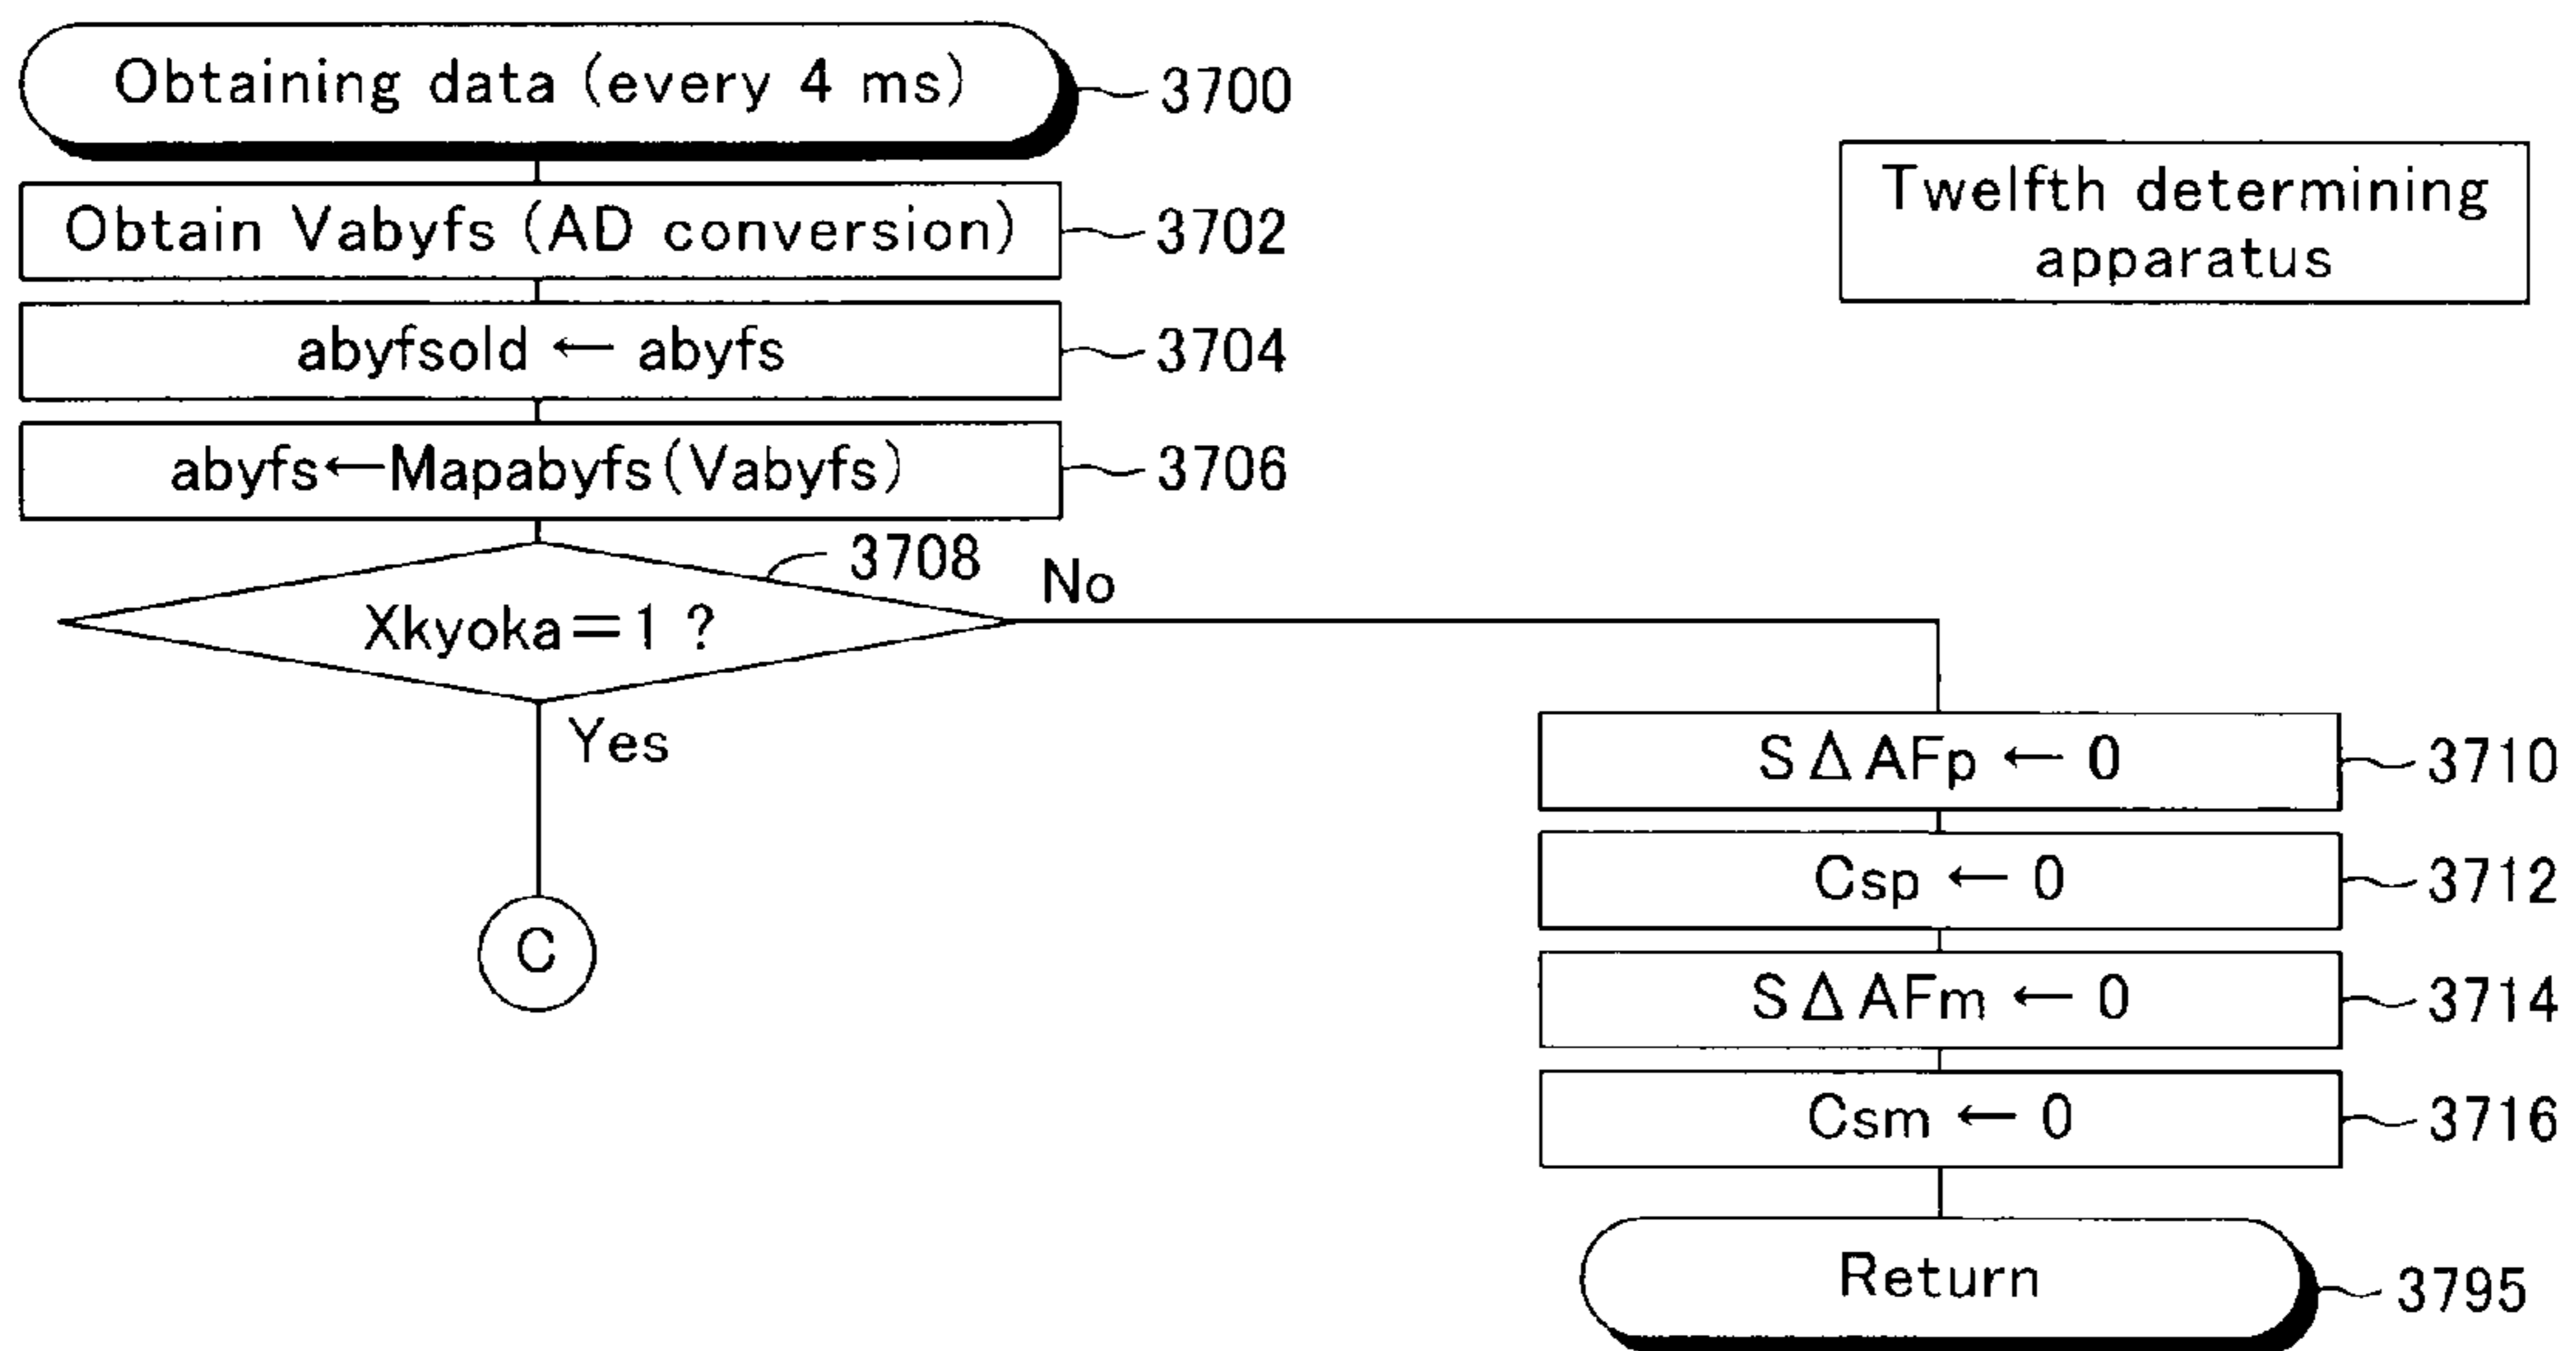 Obtaining data (every 4 ms)
3700
Obtain Vabyfs (AD conversion)
3702
Twelfth determining
apparatus
abyfsold ← abyfs
3704
abyfs←Mapabyfs(Vabyfs)
3706
3708
Xkyoka=1 ?
No
Yes
C
SΔAFp ← 0
3710
Csp ← 0
3712
SΔAFm ← 0
3714
Csm ← 0
3716
Return
3795